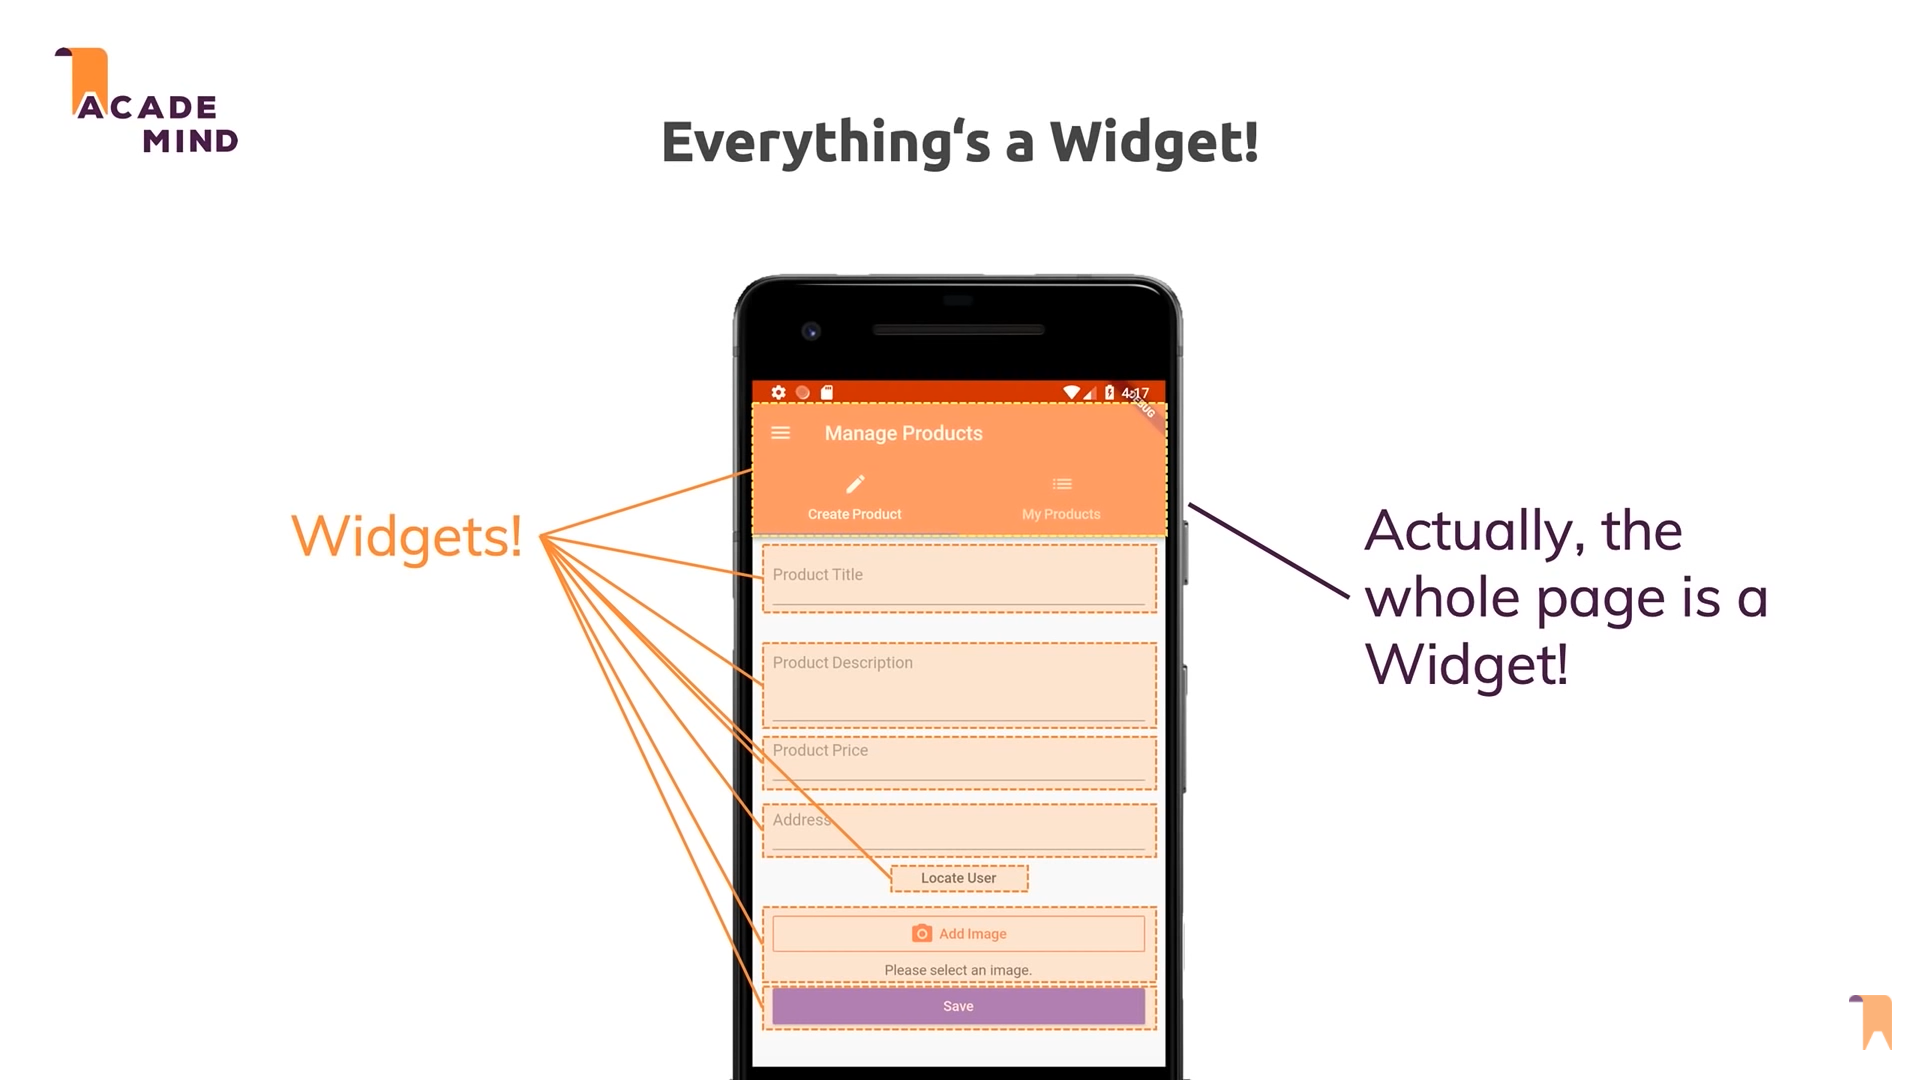 ACADE
MIND
Everything‘s a Widget!
4:17
DEBUG
Manage Products
Create Product
My Products
Widgets!
Product Title
Actually, the
whole page is a
Widget!
Product Description
Product Price
Address
Locate User
Add Image
Please select an image.
Save